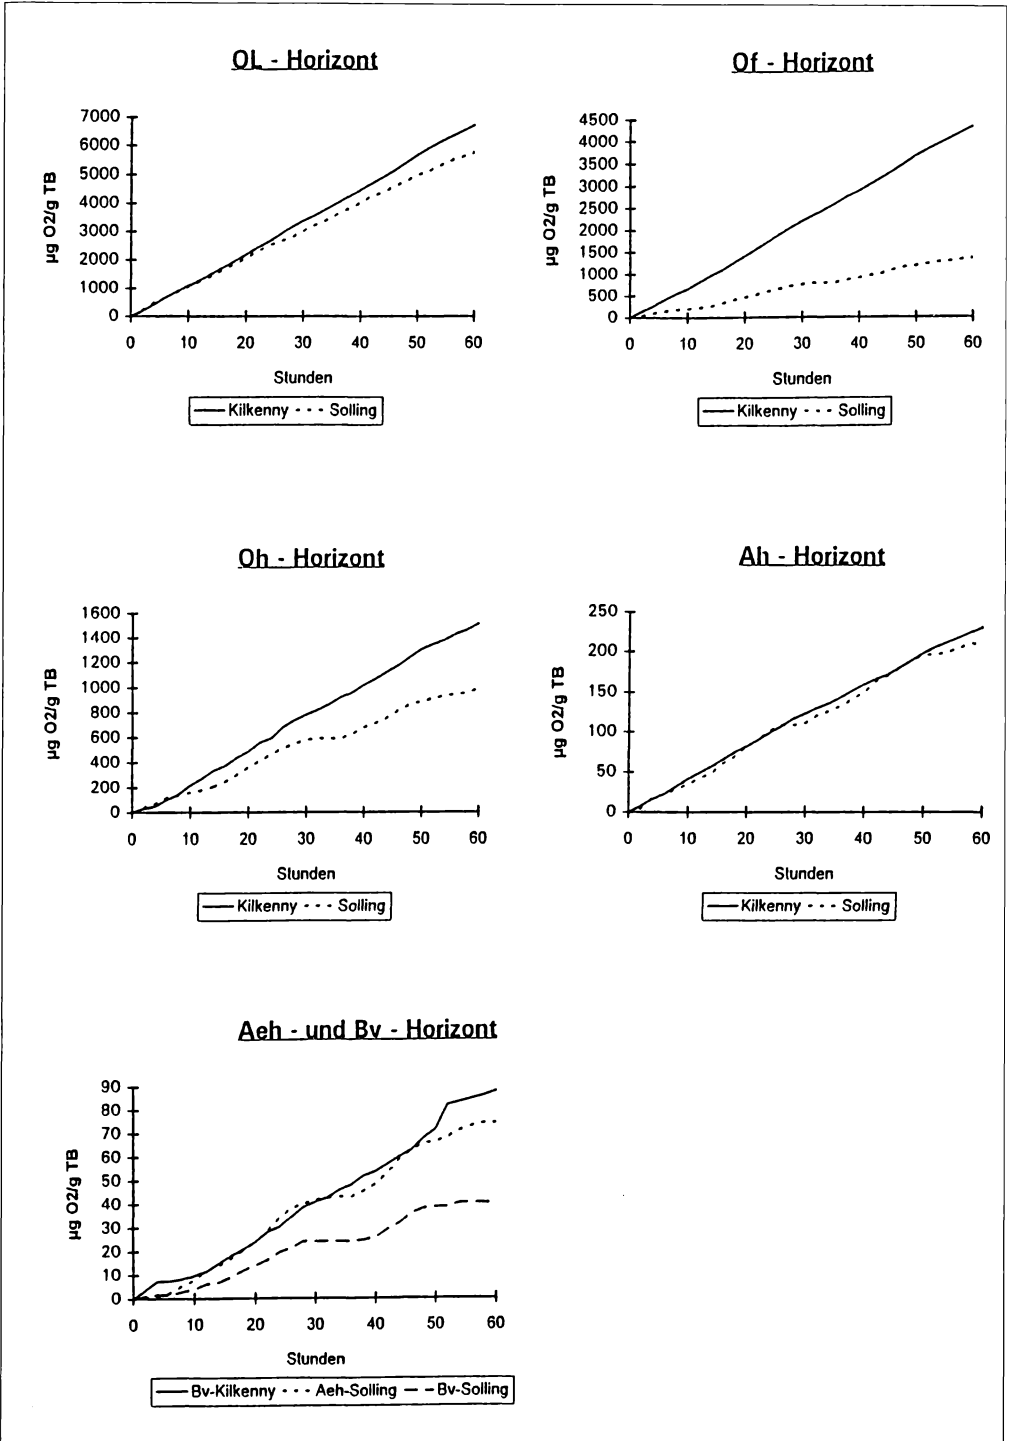 OL - Horizont
7000
6000
5000
4000
3000
2000
1000
0
µg O2/g TB
0 10 20 30 40 50 60
Stunden
Kilkenny Solling
Of - Horizont
4500
4000
3500
3000
2500
2000
1500
1000
500
0
µg O2/g TB
0 10 20 30 40 50 60
Stunden
Kilkenny Solling
Oh - Horizont
1600
1400
1200
1000
800
600
400
200
0
µg O2/g TB
0 10 20 30 40 50 60
Stunden
Kilkenny Solling
Ah - Horizont
250
200
150
100
50
0
µg O2/g TB
0 10 20 30 40 50 60
Stunden
Kilkenny Solling
Aeh - und Bv - Horizont
90
80
70
60
50
40
30
20
10
0
µg O2/g TB
0 10 20 30 40 50 60
Stunden
Bv-Kilkenny Aeh-Solling Bv-Solling